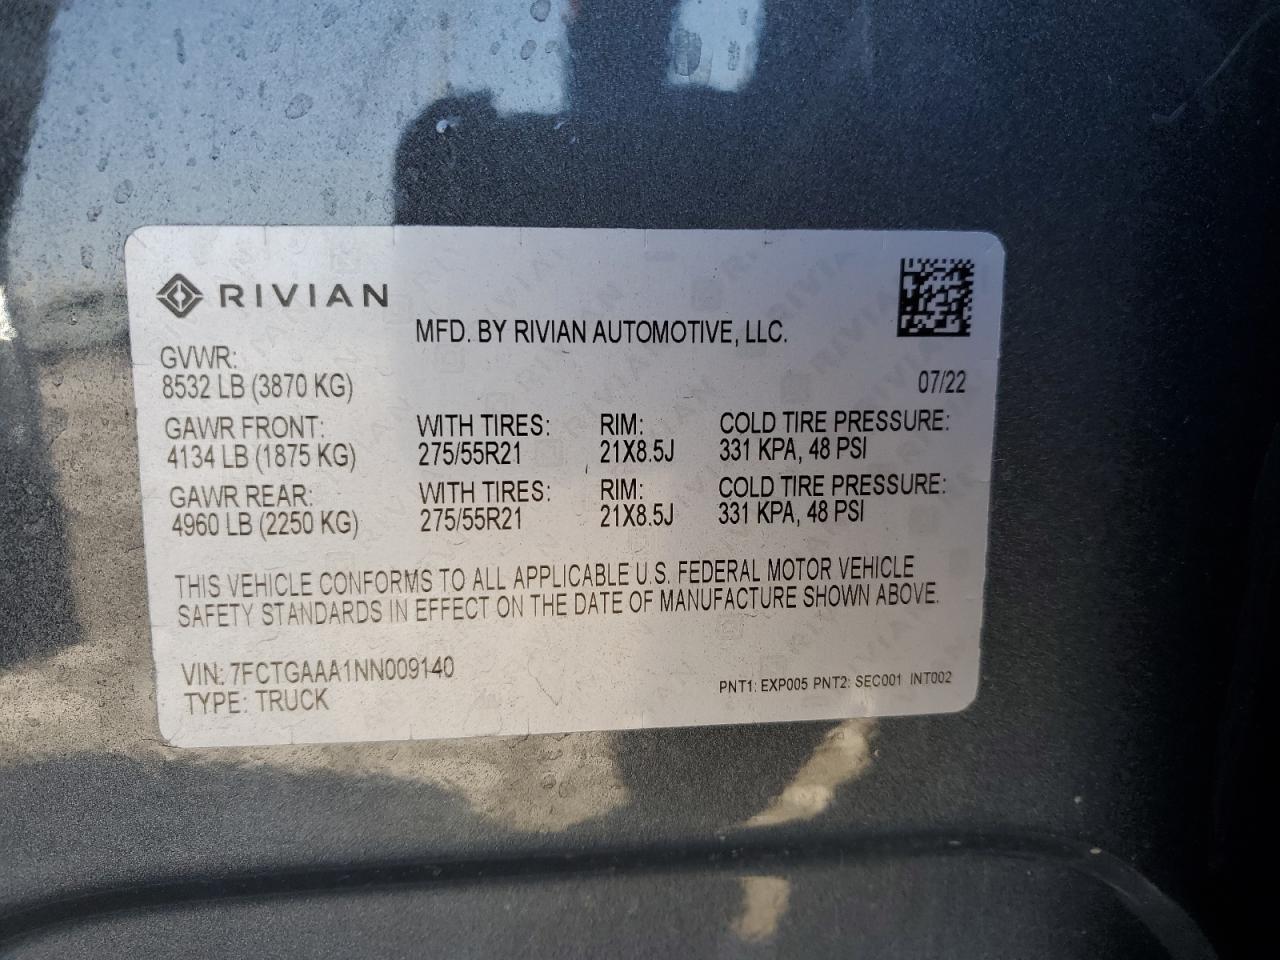 RIVIAN
MFD. BY RIVIAN AUTOMOTIVE, LLC.
GVWR:
8532 LB (3870 KG)
07/22
GAWR FRONT: WITH TIRES: RIM: COLD TIRE PRESSURE:
4134 LB (1875 KG) 275/55R21 21X8.5J 331 KPA, 48 PSI
GAWR REAR: WITH TIRES: RIM: COLD TIRE PRESSURE:
4960 LB (2250 KG) 275/55R21 21X8.5J 331 KPA, 48 PSI
THIS VEHICLE CONFORMS TO ALL APPLICABLE U.S. FEDERAL MOTOR VEHICLE
SAFETY STANDARDS IN EFFECT ON THE DATE OF MANUFACTURE SHOWN ABOVE.
VIN: 7FCTGAAA1NN009140
TYPE: TRUCK
PNT1: EXP005 PNT2: SEC001 INT002